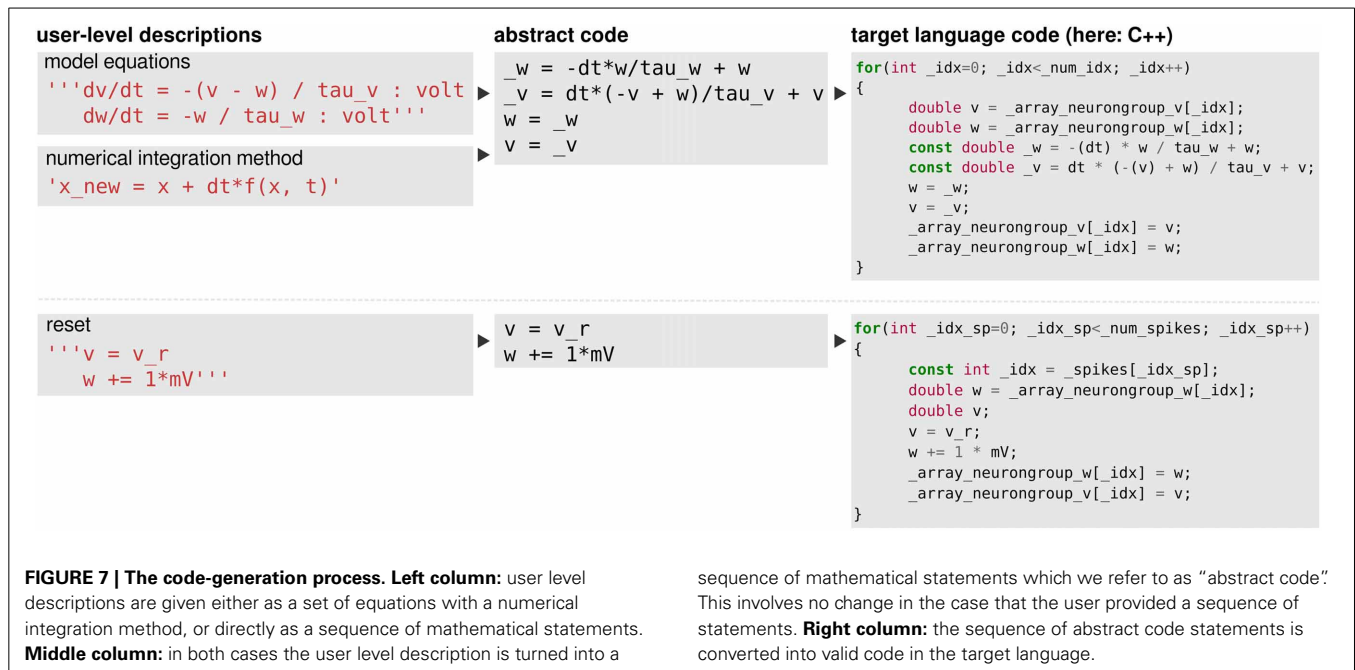 user-level descriptions
model equations
'''dv/dt = -(v - w) / tau_v : volt
dw/dt = -w / tau_w : volt'''
numerical integration method
'x_new = x + dt*f(x, t)'
abstract code
_w = -dt*w/tau_w + w
_v = dt*(-v + w)/tau_v + v
w = _w
v = _v
target language code (here: C++)
for(int _idx=0; _idx<_num_idx; _idx++)
{
double v = _array_neurongroup_v[_idx];
double w = _array_neurongroup_w[_idx];
const double _w = -(dt) * w / tau_w + w;
const double _v = dt * (-(v) + w) / tau_v + v;
w = _w;
v = _v;
_array_neurongroup_v[_idx] = v;
_array_neurongroup_w[_idx] = w;
}
reset
'''v = v_r
w += 1*mV'''
v = v_r
w += 1*mV
for(int _idx_sp=0; _idx_sp<_num_spikes; _idx_sp++)
{
const int _idx = _spikes[_idx_sp];
double w = _array_neurongroup_w[_idx];
double v;
v = v_r;
w += 1 * mV;
_array_neurongroup_w[_idx] = w;
_array_neurongroup_v[_idx] = v;
}
FIGURE 7 | The code-generation process. Left column: user level
descriptions are given either as a set of equations with a numerical
integration method, or directly as a sequence of mathematical statements.
Middle column: in both cases the user level description is turned into a
sequence of mathematical statements which we refer to as “abstract code”.
This involves no change in the case that the user provided a sequence of
statements. Right column: the sequence of abstract code statements is
converted into valid code in the target language.